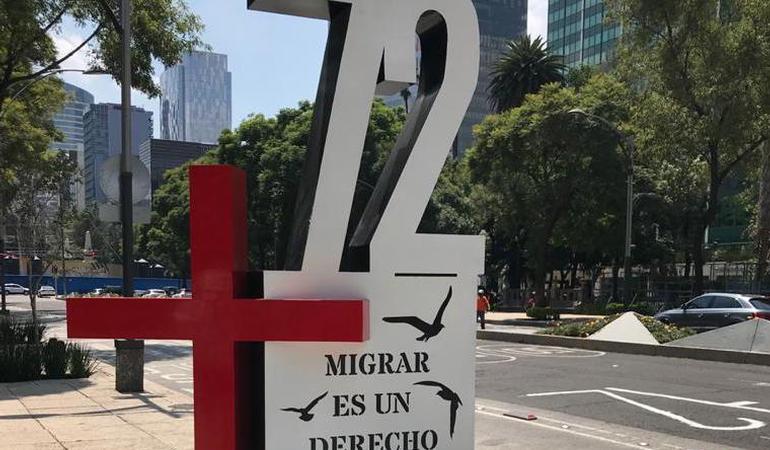 72
MIGRAR
ES UN
DERECHO